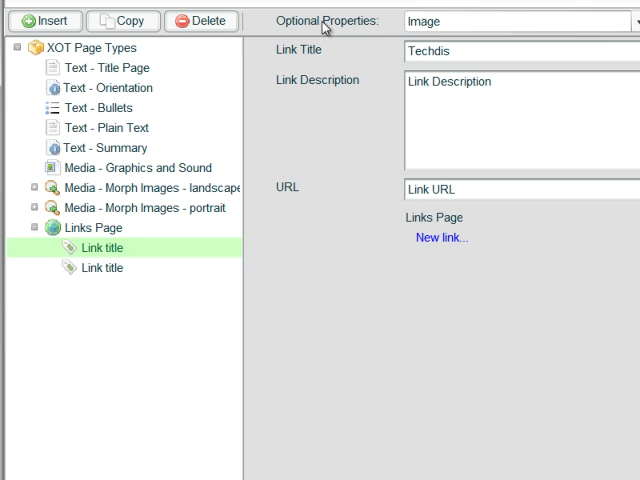 Insert Copy Delete Optional Properties: Image
XOT Page Types
Text - Title Page
Text - Orientation
Text - Bullets
Text - Plain Text
Text - Summary
Media - Graphics and Sound
Media - Morph Images - landscape
Media - Morph Images - portrait
Links Page
Link title
Link title
Link Title Techdis
Link Description Link Description
URL Link URL
Links Page
New link...